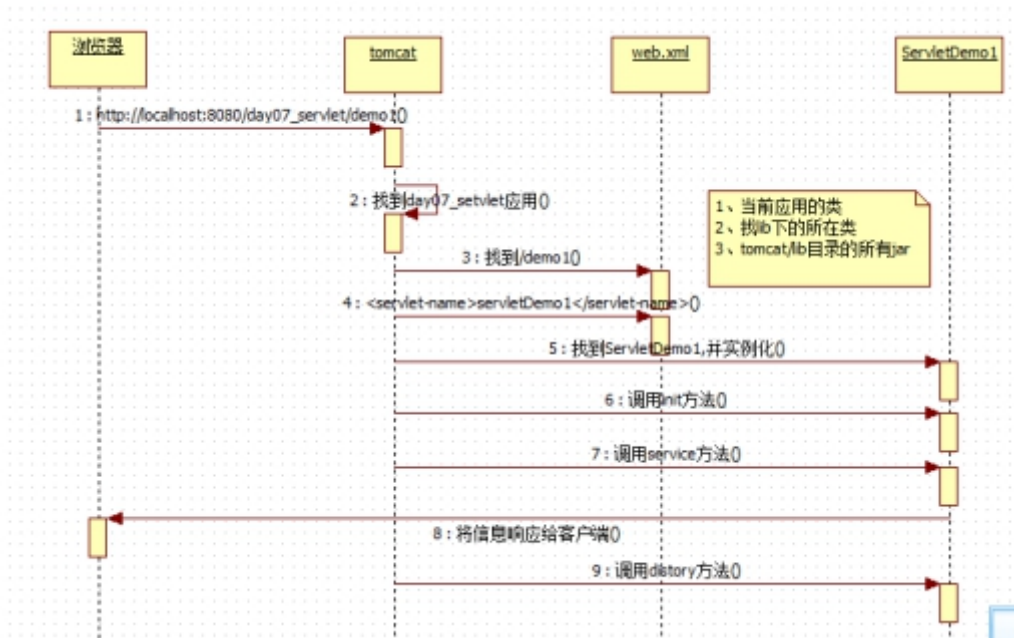 浏览器
tomcat
web.xml
ServletDemo1
1 : http://localhost:8080/day07_servlet/demo1()
2 : 找到day07_setvlet应用()
1、当前应用的类
2、找lib下的所在类
3、tomcat/lib目录的所有jar
3 : 找到/demo1()
4 : <servlet-name>servletDemo1</servlet-name>()
5 : 找到ServletDemo1,并实例化()
6 : 调用init方法()
7 : 调用service方法()
8 : 将信息响应给客户端()
9 : 调用distory方法()